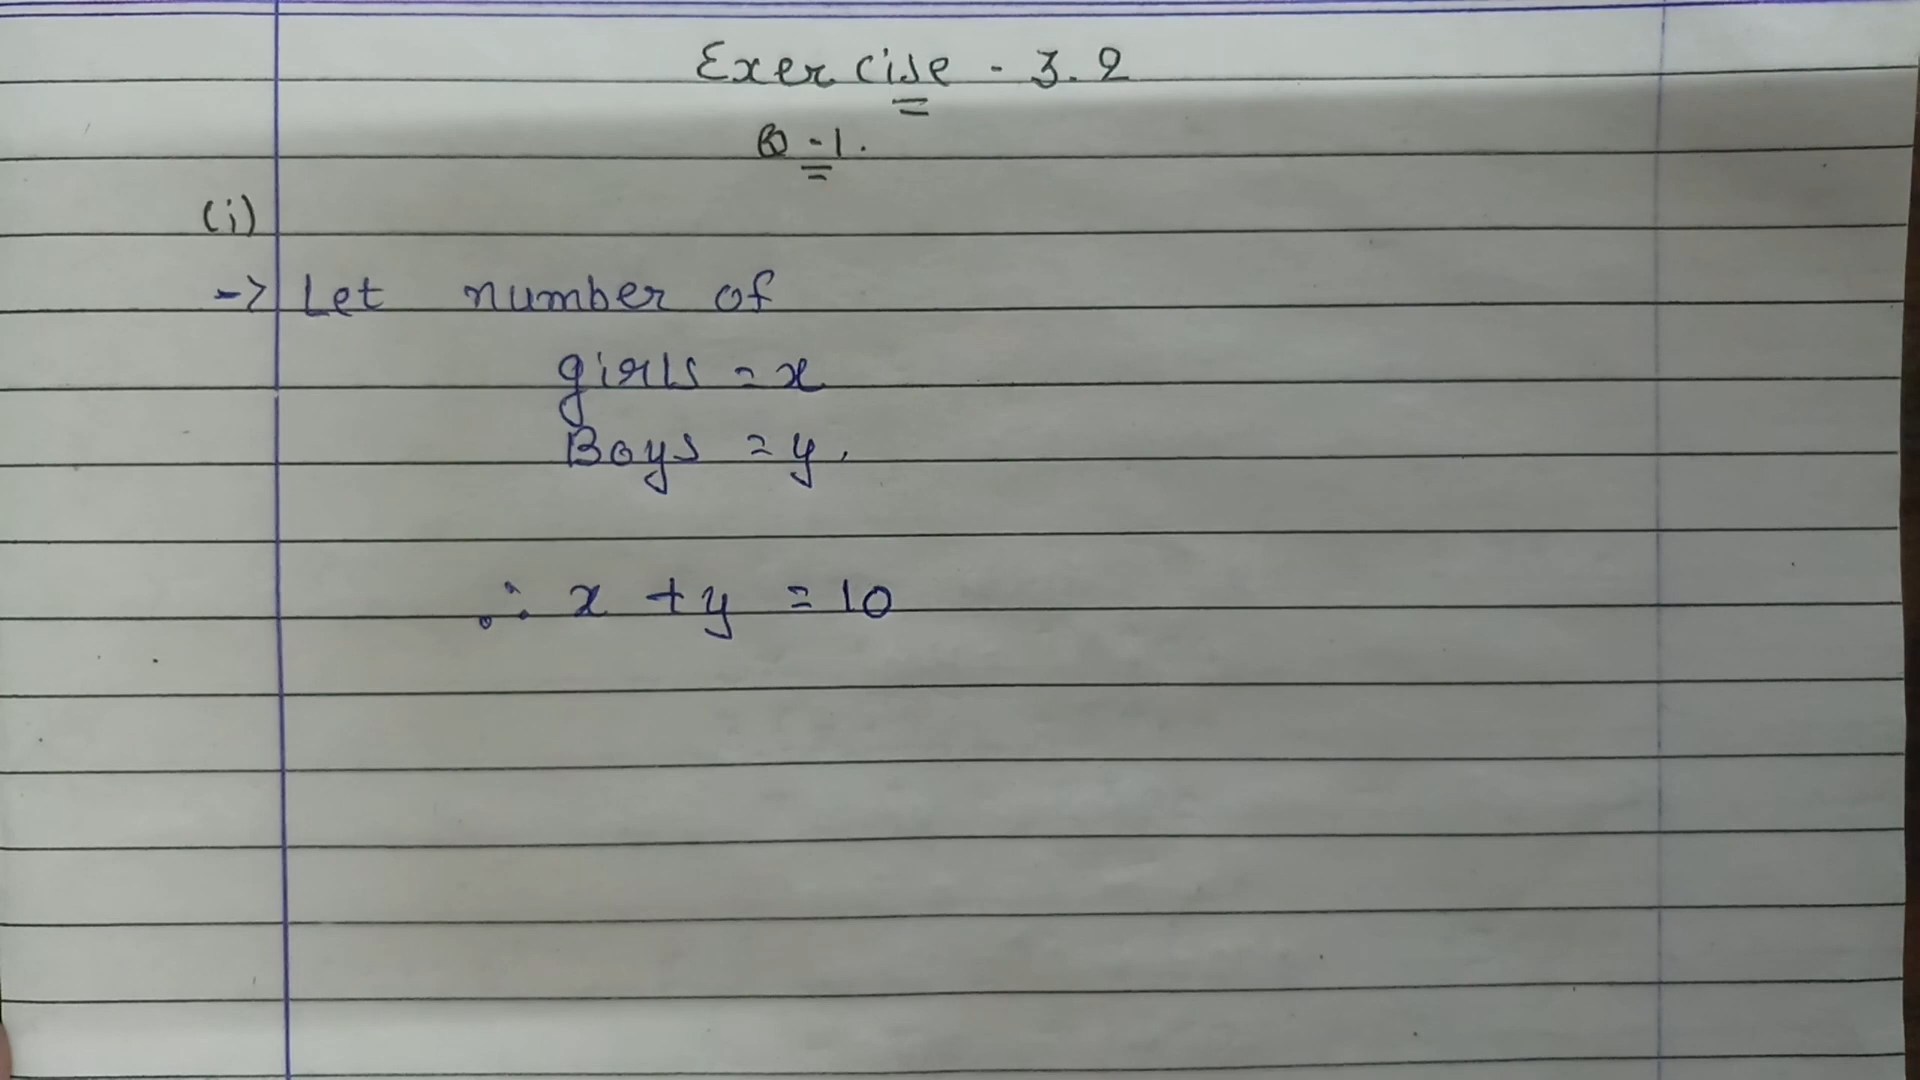 Exercise - 3.2
Q-1.
(i)
-> Let number of
girls = x
Boys = y.
∴ x + y = 10